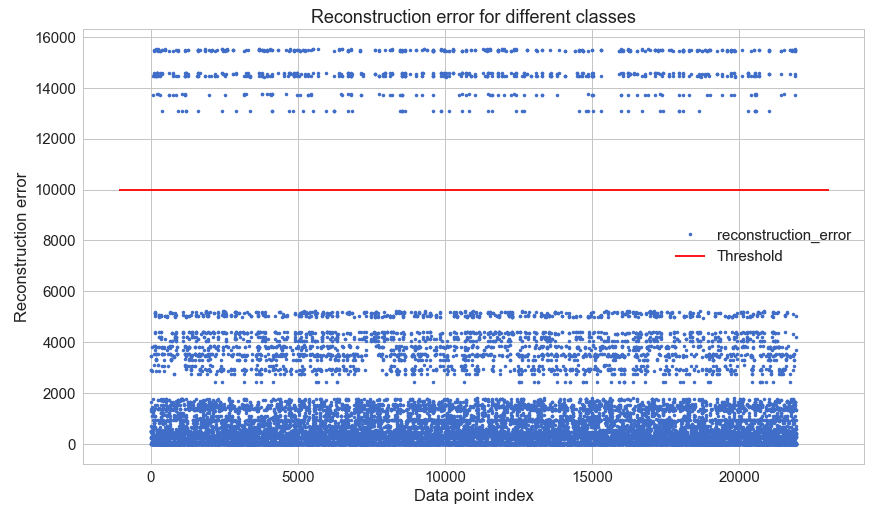 Reconstruction error for different classes
16000
14000
12000
10000
8000
6000
4000
2000
0
Reconstruction error
reconstruction_error
Threshold
0
5000
10000
15000
20000
Data point index